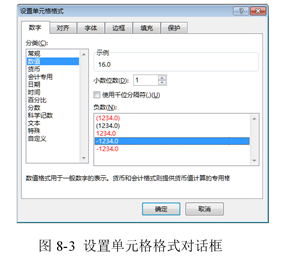 设置单元格格式
数字 对齐 字体 边框 填充 保护
分类(C):
常规
数值
货币
会计专用
日期
时间
百分比
分数
科学记数
文本
特殊
自定义
示例
16.0
小数位数(D): 1
使用千位分隔符(,)(U)
负数(N):
(1234.0)
(1234.0)
1234.0
-1234.0
-1234.0
数值格式用于一般数字的表示。货币和会计格式则提供货币值计算的专用格
确定 取消
图 8-3 设置单元格格式对话框